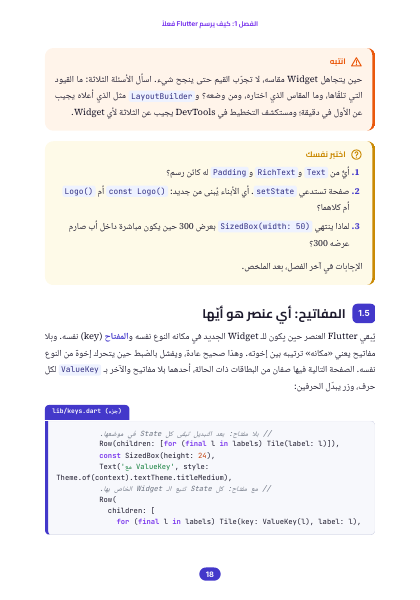 الفصل 1: كيف يرسم Flutter فعلاً
انتبه
حين يتجاهل Widget مقاسه، لا تجرّب القيم حتى ينجح شيء. اسأل الأسئلة الثلاثة: ما القيود
التي تلقّاها، وما المقاس الذي اختاره، ومن وضعه؟ و LayoutBuilder مثل الذي أعلاه يجيب
عن الأول في دقيقة؛ ومستكشف التخطيط في DevTools يجيب عن الثلاثة لأي Widget.
اختبر نفسك
1. أيٌّ من Text و RichText و Padding له كائن رسم؟
2. صفحة تستدعي setState. أي الأبناء يُبنى من جديد: const Logo() أم Logo()
أم كلاهما؟
3. لماذا ينتهي SizedBox(width: 50) بعرض 300 حين يكون مباشرة داخل أب صارم
عرضه 300؟
الإجابات في آخر الفصل، بعد الملخص.
1.5 المفاتيح: أي عنصر هو أيّها
يُبقي Flutter العنصر حين يكون للـ Widget الجديد في مكانه النوع نفسه والمفتاح (key) نفسه. وبلا
مفاتيح يعني «مكانه» ترتيبه بين إخوته. وهذا صحيح عادة، ويفشل بالضبط حين يتحرك إخوة من النوع
نفسه. الصفحة التالية فيها صفان من البطاقات ذات الحالة، أحدهما بلا مفاتيح والآخر بـ ValueKey لكل
حرف، وزر يبدّل الحرفين:
lib/keys.dart (جزء)
// بلا مفتاح: بعد التبديل تبقى كل State في موضعها.
Row(children: [for (final l in labels) Tile(label: l)]),
const SizedBox(height: 24),
Text('مع ValueKey', style:
Theme.of(context).textTheme.titleMedium),
// مع مفتاح: كل State تتبع الـ Widget الخاص بها.
Row(
children: [
for (final l in labels) Tile(key: ValueKey(l), label: l),
18